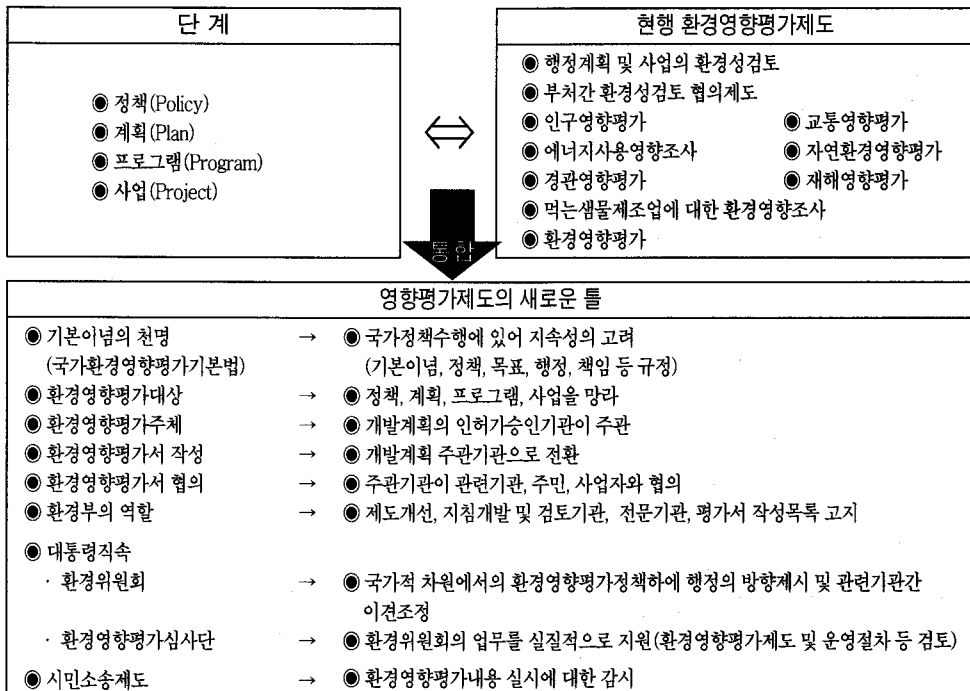 단 계
◉ 정책(Policy)
◉ 계획(Plan)
◉ 프로그램(Program)
◉ 사업(Project)
현행 환경영향평가제도
◉ 행정계획 및 사업의 환경성검토
◉ 부처간 환경성검토 협의제도
◉ 인구영향평가 ◉ 교통영향평가
◉ 에너지사용영향조사 ◉ 자연환경영향평가
◉ 경관영향평가 ◉ 재해영향평가
◉ 먹는샘물제조업에 대한 환경영향조사
◉ 환경영향평가
통 합
영향평가제도의 새로운 틀
◉ 기본이념의 천명 → ◉ 국가정책수행에 있어 지속성의 고려
(국가환경영향평가기본법) (기본이념, 정책, 목표, 행정, 책임 등 규정)
◉ 환경영향평가대상 → ◉ 정책, 계획, 프로그램, 사업을 망라
◉ 환경영향평가주체 → ◉ 개발계획의 인허가승인기관이 주관
◉ 환경영향평가서 작성 → ◉ 개발계획 주관기관으로 전환
◉ 환경영향평가서 협의 → ◉ 주관기관이 관련기관, 주민, 사업자와 협의
◉ 환경부의 역할 → ◉ 제도개선, 지침개발 및 검토기관, 전문기관, 평가서 작성목록 고지
◉ 대통령직속
· 환경위원회 → ◉ 국가적 차원에서의 환경영향평가정책하에 행정의 방향제시 및 관련기관간
이견조정
· 환경영향평가심사단 → ◉ 환경위원회의 업무를 실질적으로 지원(환경영향평가제도 및 운영절차 등 검토)
◉ 시민소송제도 → ◉ 환경영향평가내용 실시에 대한 감시